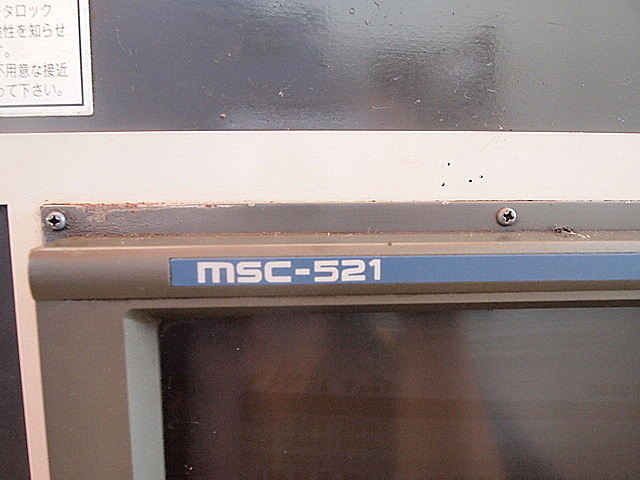 タロック
性を知らせ
す。
用意な接近
って下さい。
MSC-521